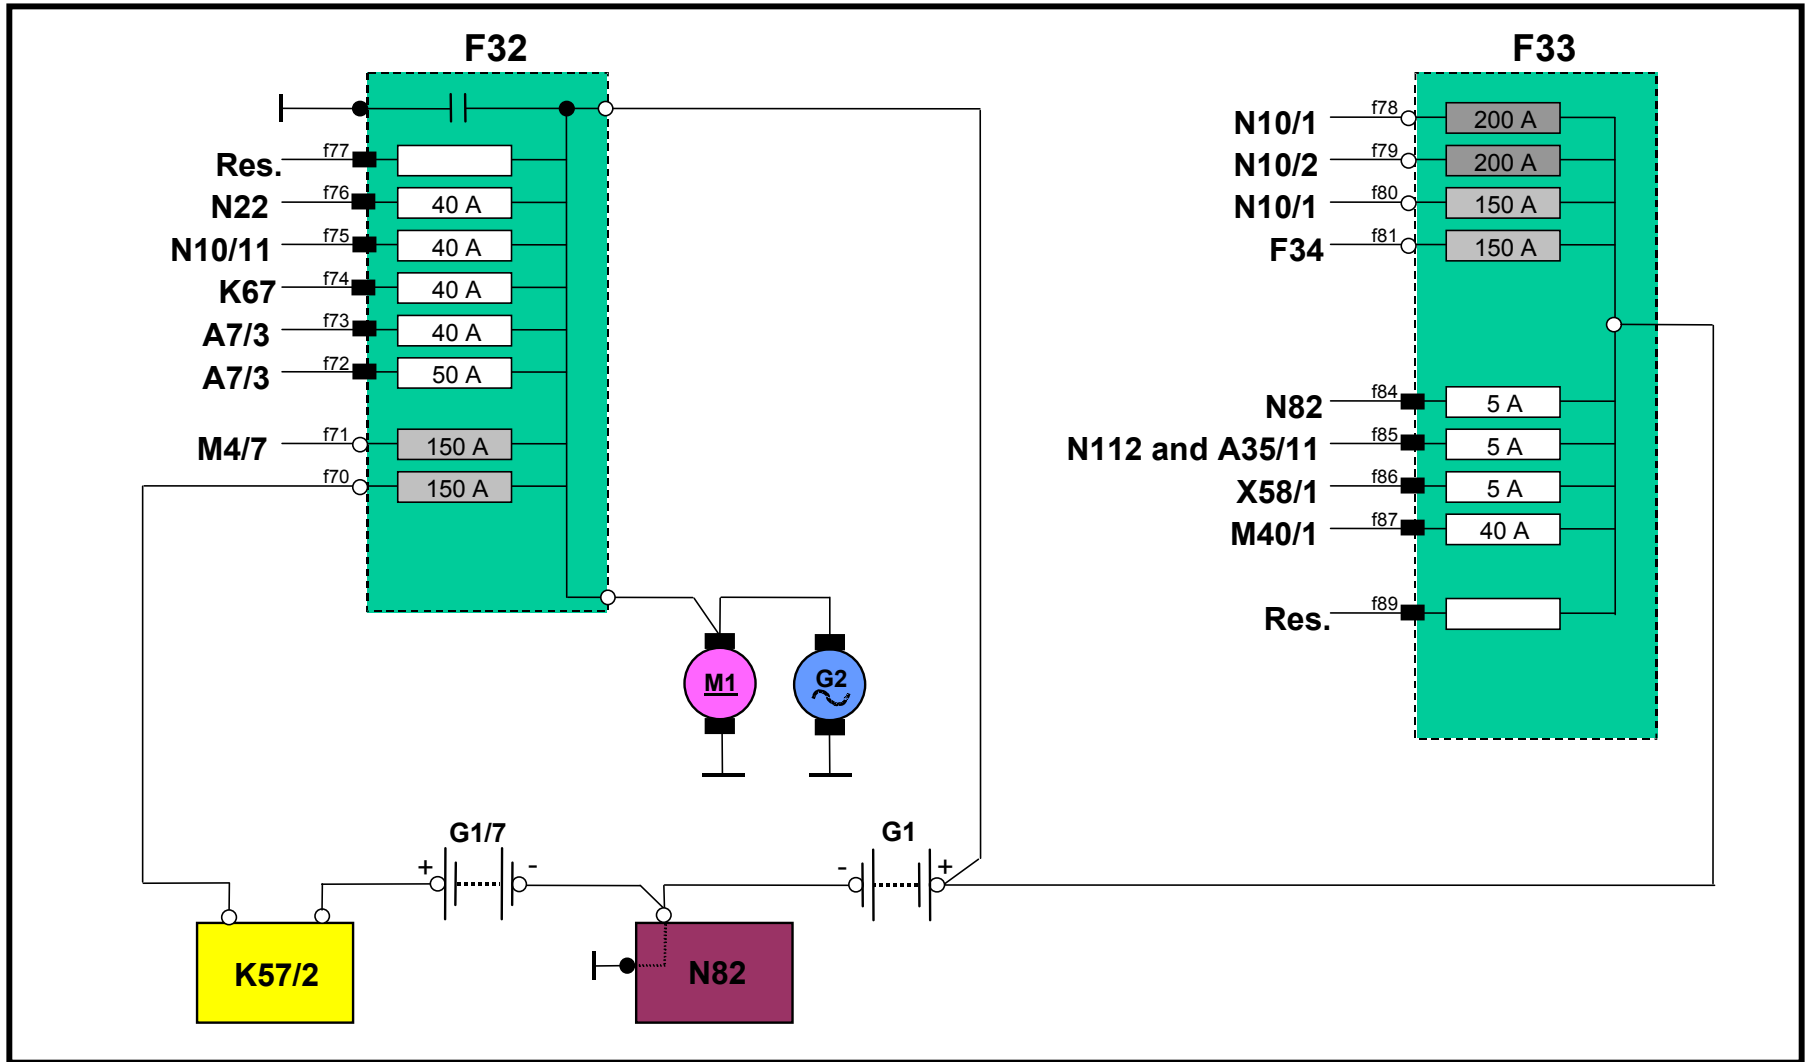 F32
f77
Res.
f76
N22
40 A
f75
N10/11
40 A
f74
K67
40 A
f73
A7/3
40 A
f72
A7/3
50 A
f71
M4/7
150 A
f70
150 A
M1
G2
G1/7
+
-
G1
-
+
K57/2
N82
F33
f78
N10/1
200 A
f79
N10/2
200 A
f80
N10/1
150 A
f81
F34
150 A
f84
N82
5 A
f85
N112 and A35/11
5 A
f86
X58/1
5 A
f87
M40/1
40 A
f89
Res.